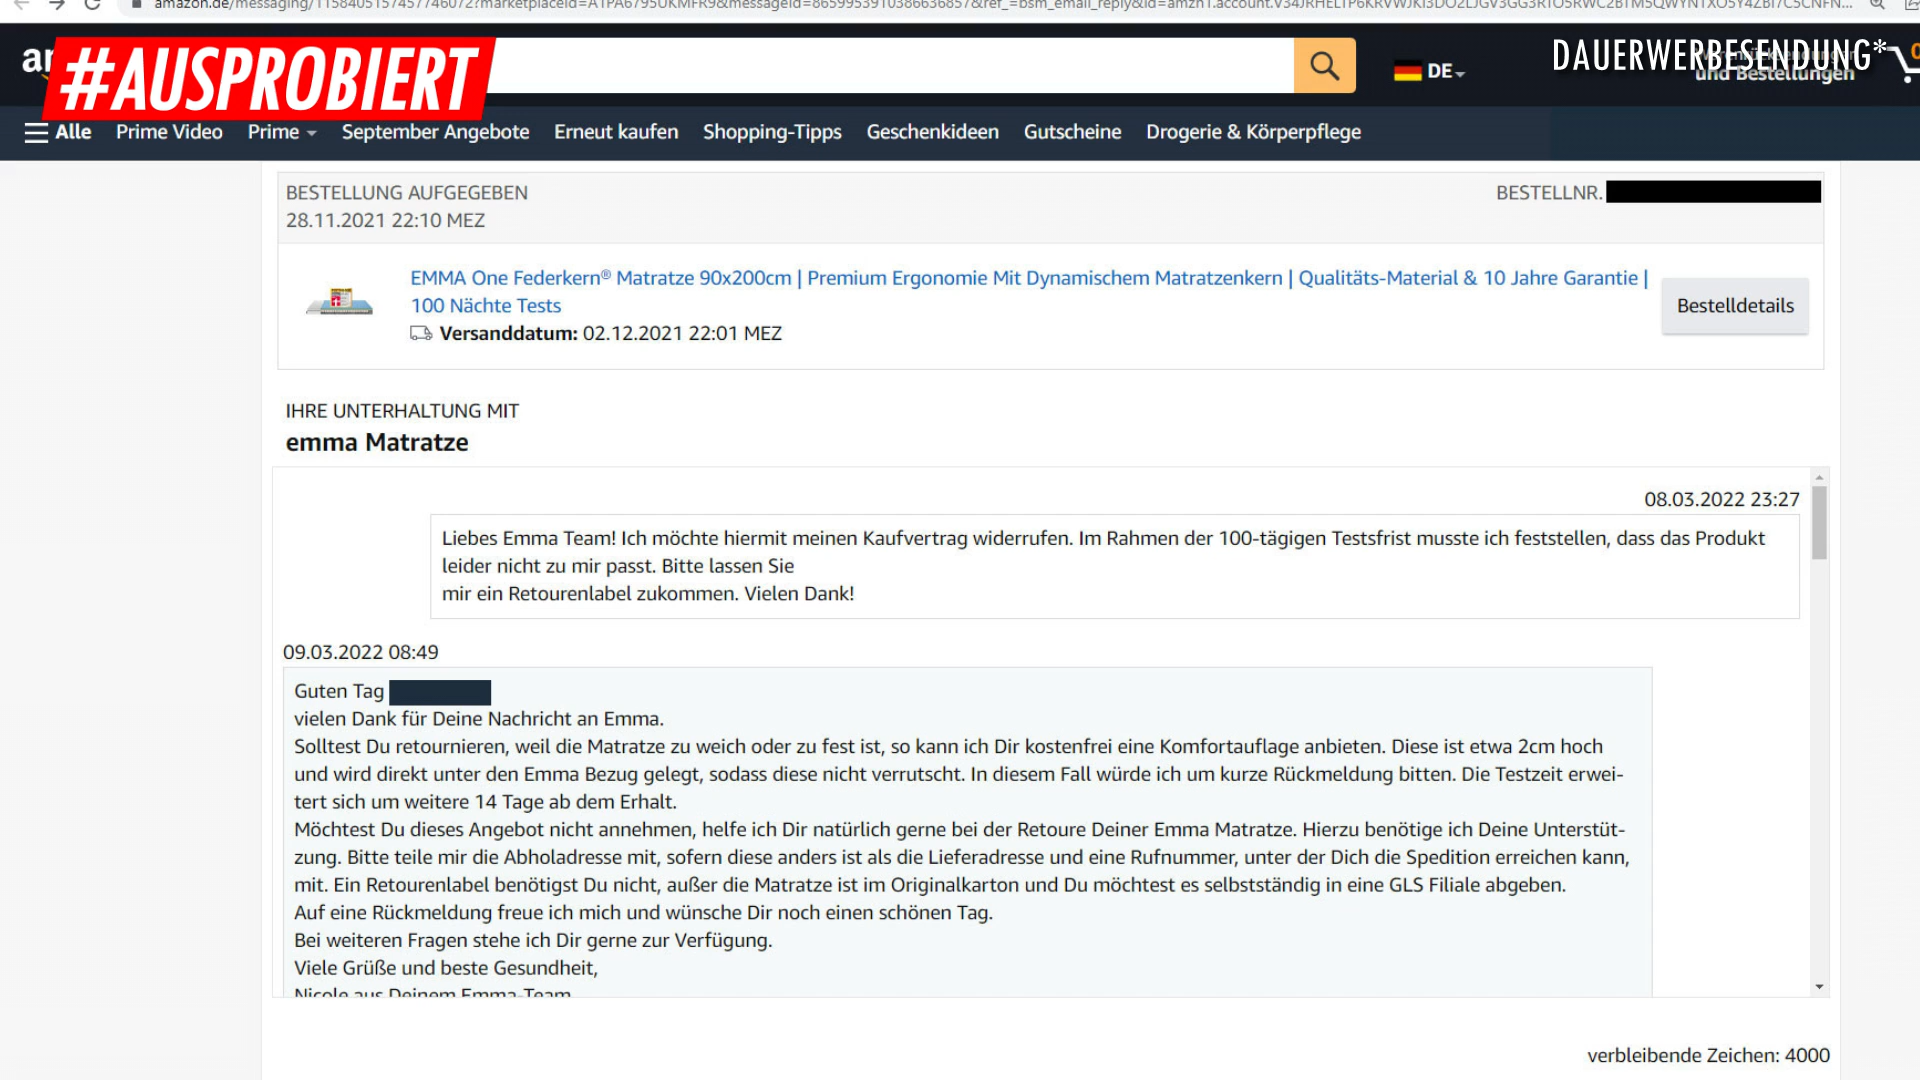 #AUSPROBIERT
DAUERWERBESENDUNG*
DE
und Bestellungen
Alle Prime Video Prime September Angebote Erneut kaufen Shopping-Tipps Geschenkideen Gutscheine Drogerie & Körperpflege
BESTELLUNG AUFGEGEBEN
28.11.2021 22:10 MEZ
BESTELLNR.
EMMA One Federkern® Matratze 90x200cm | Premium Ergonomie Mit Dynamischem Matratzenkern | Qualitäts-Material & 10 Jahre Garantie |
100 Nächte Tests
Versanddatum: 02.12.2021 22:01 MEZ
Bestelldetails
IHRE UNTERHALTUNG MIT
emma Matratze
08.03.2022 23:27
Liebes Emma Team! Ich möchte hiermit meinen Kaufvertrag widerrufen. Im Rahmen der 100-tägigen Testsfrist musste ich feststellen, dass das Produkt
leider nicht zu mir passt. Bitte lassen Sie
mir ein Retourenlabel zukommen. Vielen Dank!
09.03.2022 08:49
Guten Tag
vielen Dank für Deine Nachricht an Emma.
Solltest Du retournieren, weil die Matratze zu weich oder zu fest ist, so kann ich Dir kostenfrei eine Komfortauflage anbieten. Diese ist etwa 2cm hoch
und wird direkt unter den Emma Bezug gelegt, sodass diese nicht verrutscht. In diesem Fall würde ich um kurze Rückmeldung bitten. Die Testzeit erwei-
tert sich um weitere 14 Tage ab dem Erhalt.
Möchtest Du dieses Angebot nicht annehmen, helfe ich Dir natürlich gerne bei der Retoure Deiner Emma Matratze. Hierzu benötige ich Deine Unterstüt-
zung. Bitte teile mir die Abholadresse mit, sofern diese anders ist als die Lieferadresse und eine Rufnummer, unter der Dich die Spedition erreichen kann,
mit. Ein Retourenlabel benötigst Du nicht, außer die Matratze ist im Originalkarton und Du möchtest es selbstständig in eine GLS Filiale abgeben.
Auf eine Rückmeldung freue ich mich und wünsche Dir noch einen schönen Tag.
Bei weiteren Fragen stehe ich Dir gerne zur Verfügung.
Viele Grüße und beste Gesundheit,
Nicole aus Deinem Emma-Team
verbleibende Zeichen: 4000